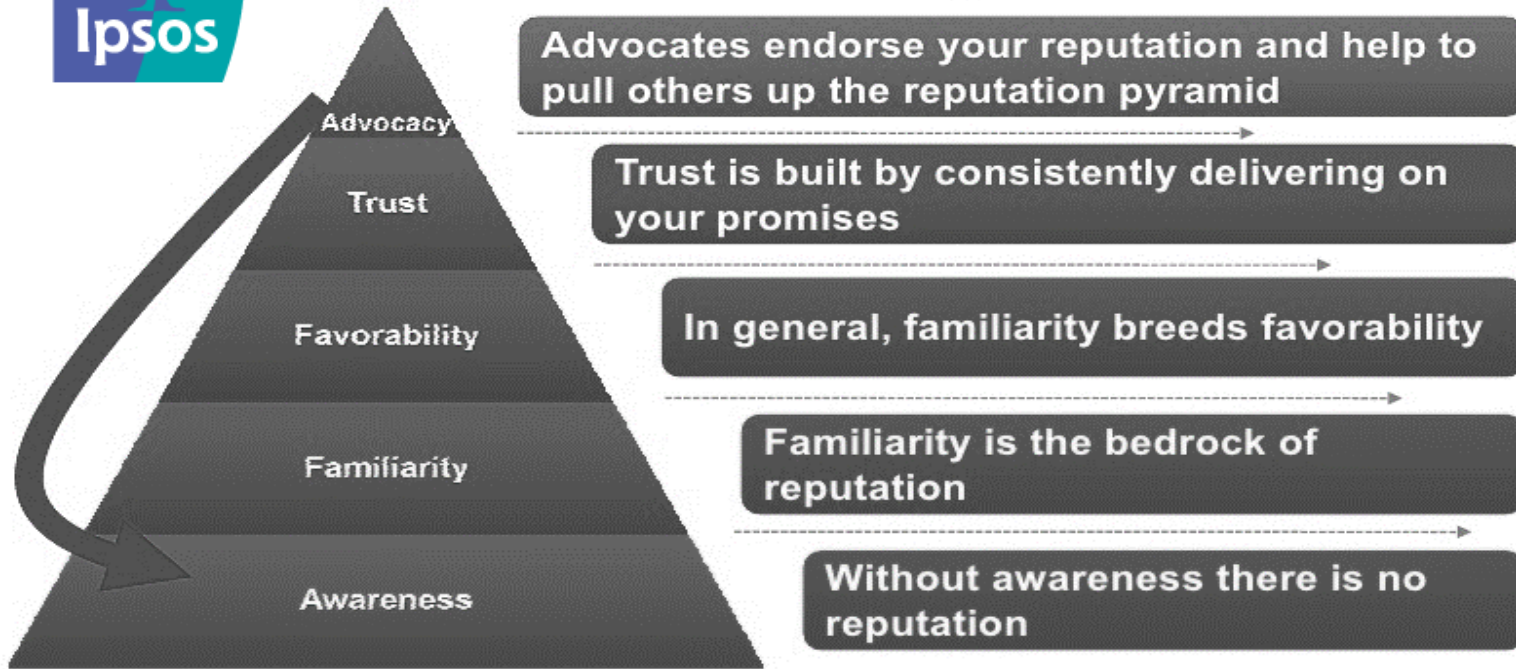 Ipsos
Advocates endorse your reputation and help to
pull others up the reputation pyramid
Advocacy
Trust is built by consistently delivering on
your promises
Trust
In general, familiarity breeds favorability
Favorability
Familiarity is the bedrock of
reputation
Familiarity
Without awareness there is no
reputation
Awareness